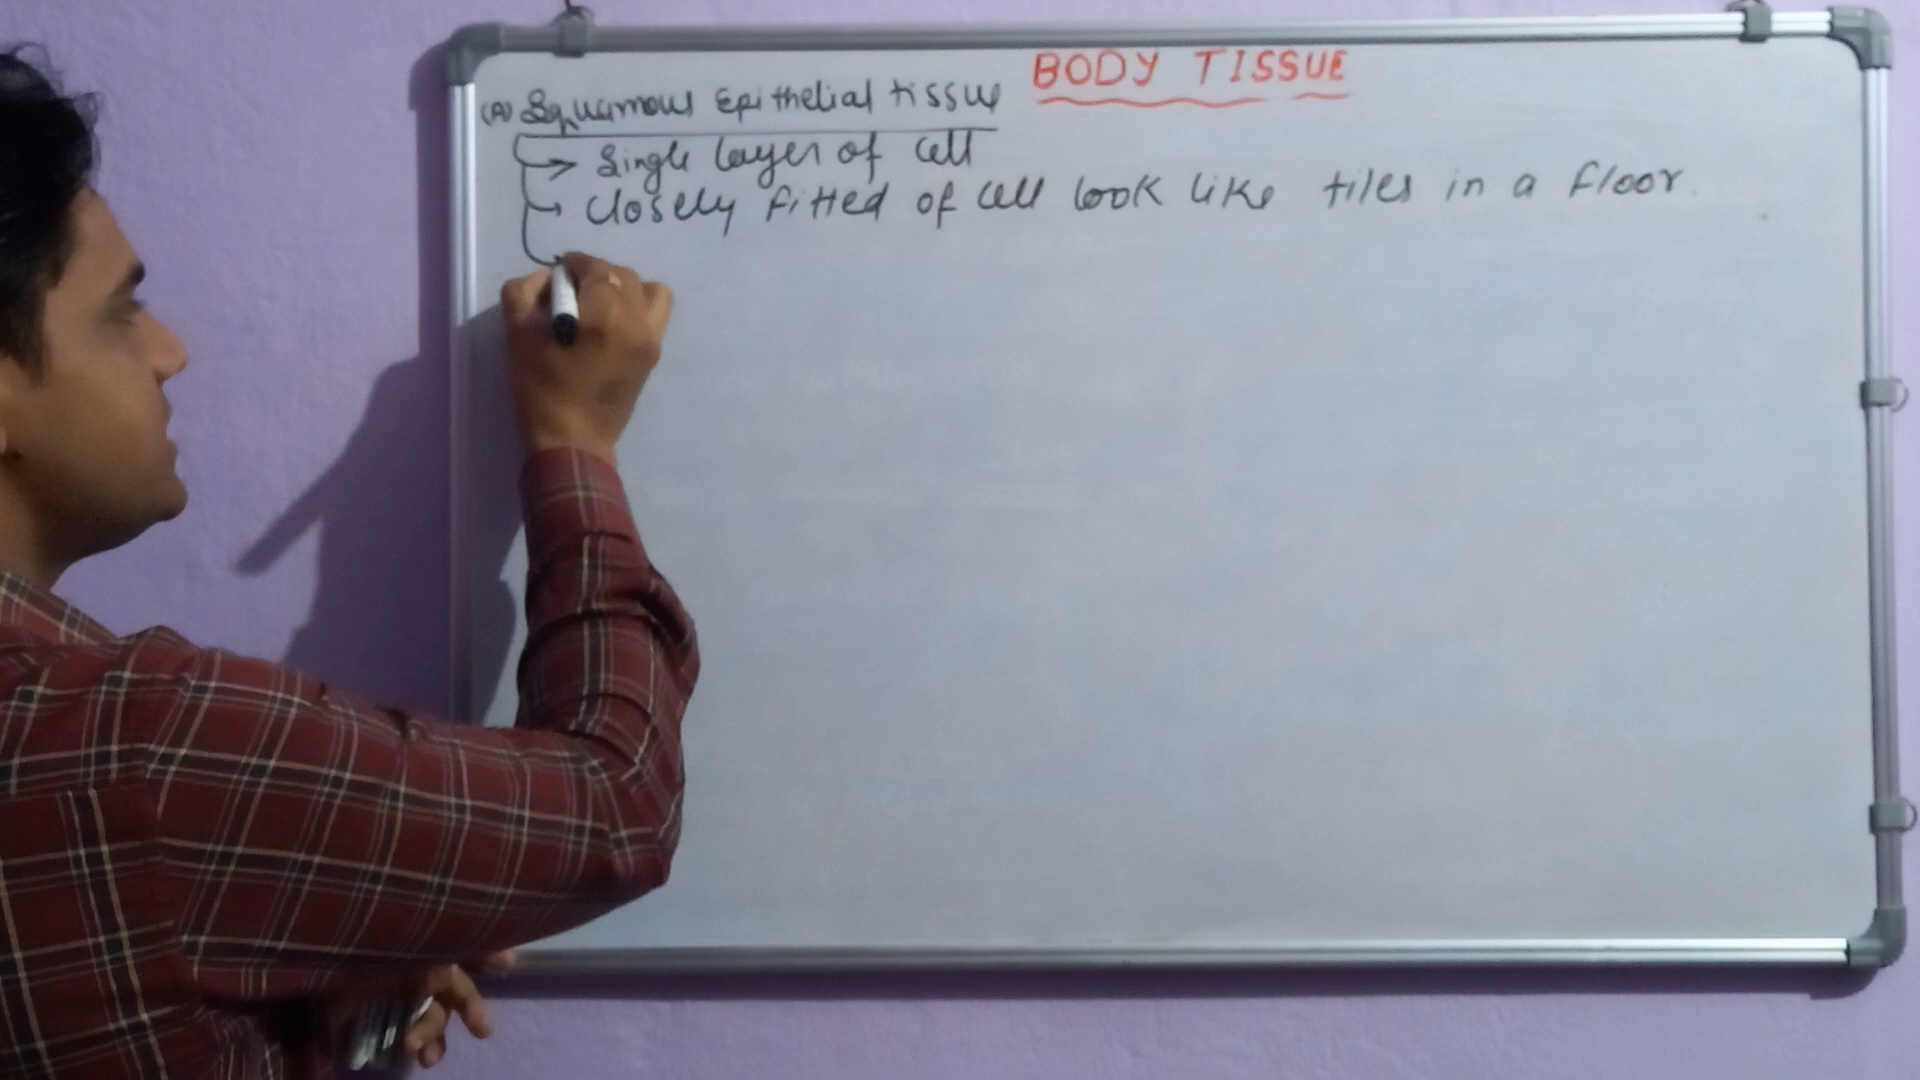 BODY TISSUE
(A) Squamous Epithelial tissue
→ Single layer of cell
→ Closely fitted of cell look like tiles in a floor.